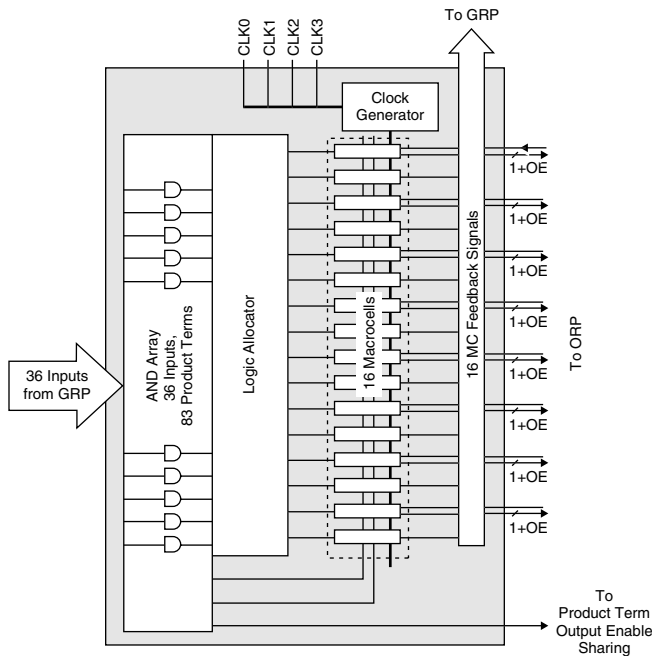 To GRP
CLK0
CLK1
CLK2
CLK3
Clock
Generator
1+OE
1+OE
1+OE
1+OE
1+OE
1+OE
1+OE
1+OE
36 Inputs
from GRP
AND Array
36 Inputs,
83 Product Terms
Logic Allocator
16 Macrocells
16 MC Feedback Signals
To ORP
To
Product Term
Output Enable
Sharing